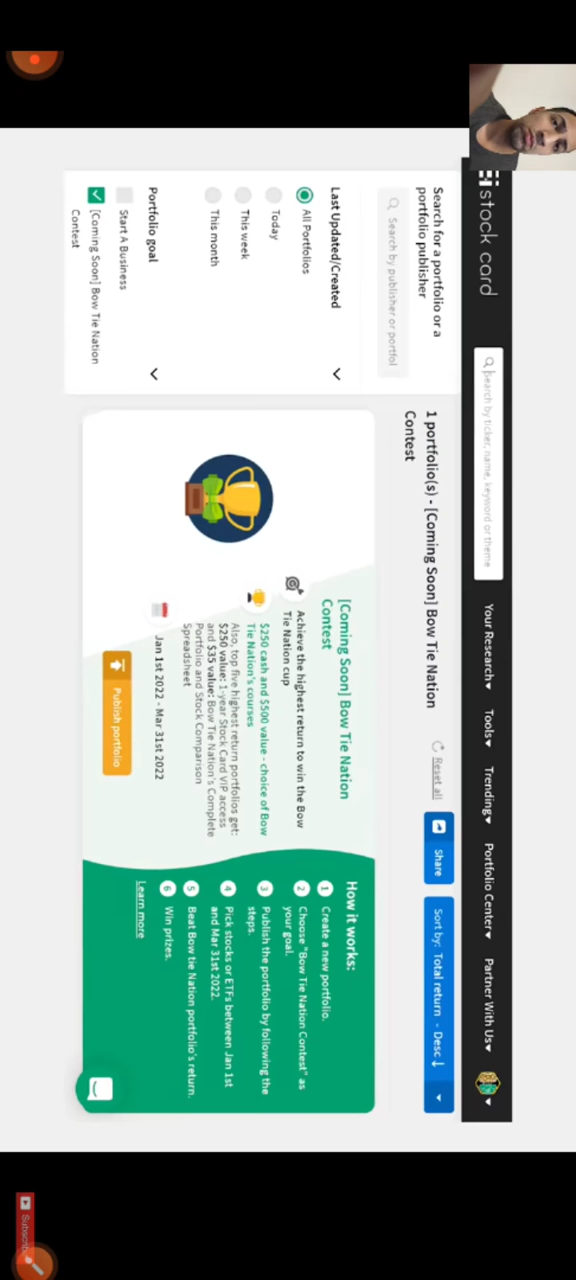 stock card
Search by ticker, name, keyword or theme
Your Research
Tools
Trending
Portfolio Center
Partner With Us
Search for a portfolio or a
portfolio publisher
Search by publisher or portfol
Last Updated/Created
All Portfolios
Today
This week
This month
Portfolio goal
Start A Business
[Coming Soon] Bow Tie Nation
Contest
1 portfolio(s) - [Coming Soon] Bow Tie Nation
Contest
Reset all
Share
Sort by: Total return - Desc ↓
[Coming Soon] Bow Tie Nation
Contest
Achieve the highest return to win the Bow
Tie Nation cup
$250 cash and $500 value - choice of Bow
Tie Nation's courses
Also, top five highest return portfolios get:
$250 value: 1-year Stock Card VIP access
and $35 value: Bow Tie Nation's Complete
Portfolio and Stock Comparison
Spreadsheet
Jan 1st 2022 - Mar 31st 2022
Publish portfolio
How it works:
1 Create a new portfolio.
2 Choose "Bow Tie Nation Contest" as
your goal.
3 Publish the portfolio by following the
steps.
4 Pick stocks or ETFs between Jan 1st
and Mar 31st 2022.
5 Beat Bow tie Nation portfolio's return.
6 Win prizes.
Learn more